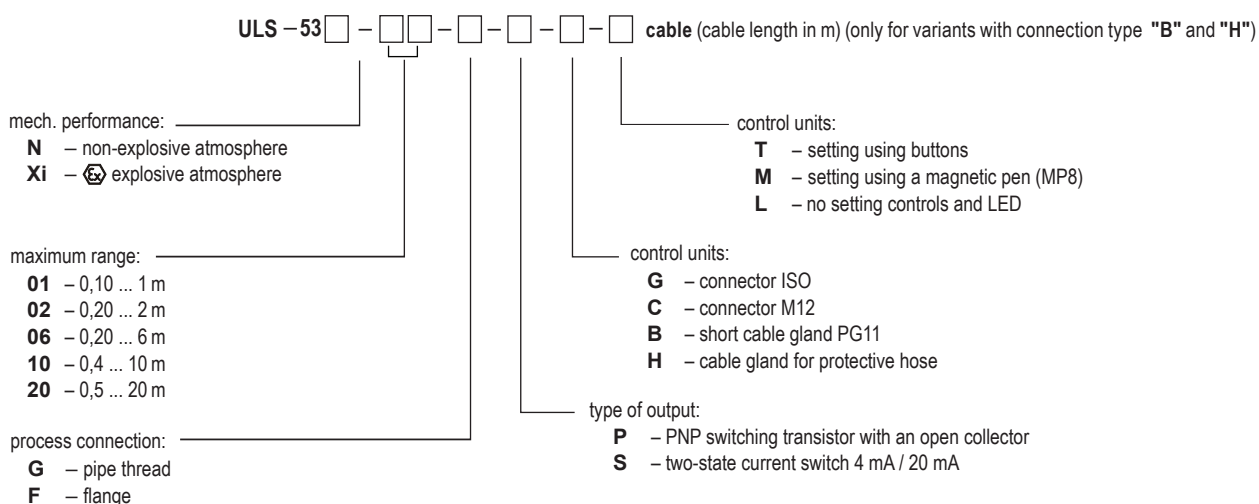 ULS – 53□ – □□ – □ – □ – □ – □ cable (cable length in m) (only for variants with connection type "B" and "H")
mech. performance:
N – non-explosive atmosphere
Xi – Ex explosive atmosphere
maximum range:
01 – 0,10 ... 1 m
02 – 0,20 ... 2 m
06 – 0,20 ... 6 m
10 – 0,4 ... 10 m
20 – 0,5 ... 20 m
process connection:
G – pipe thread
F – flange
control units:
T – setting using buttons
M – setting using a magnetic pen (MP8)
L – no setting controls and LED
control units:
G – connector ISO
C – connector M12
B – short cable gland PG11
H – cable gland for protective hose
type of output:
P – PNP switching transistor with an open collector
S – two-state current switch 4 mA / 20 mA